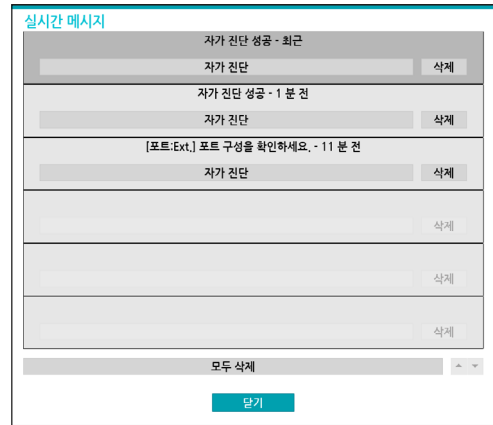 실시간 메시지
자가 진단 성공 - 최근
자가 진단 삭제
자가 진단 성공 - 1 분 전
자가 진단 삭제
[포트:Ext.] 포트 구성을 확인하세요. - 11 분 전
자가 진단 삭제
삭제
삭제
삭제
모두 삭제
닫기